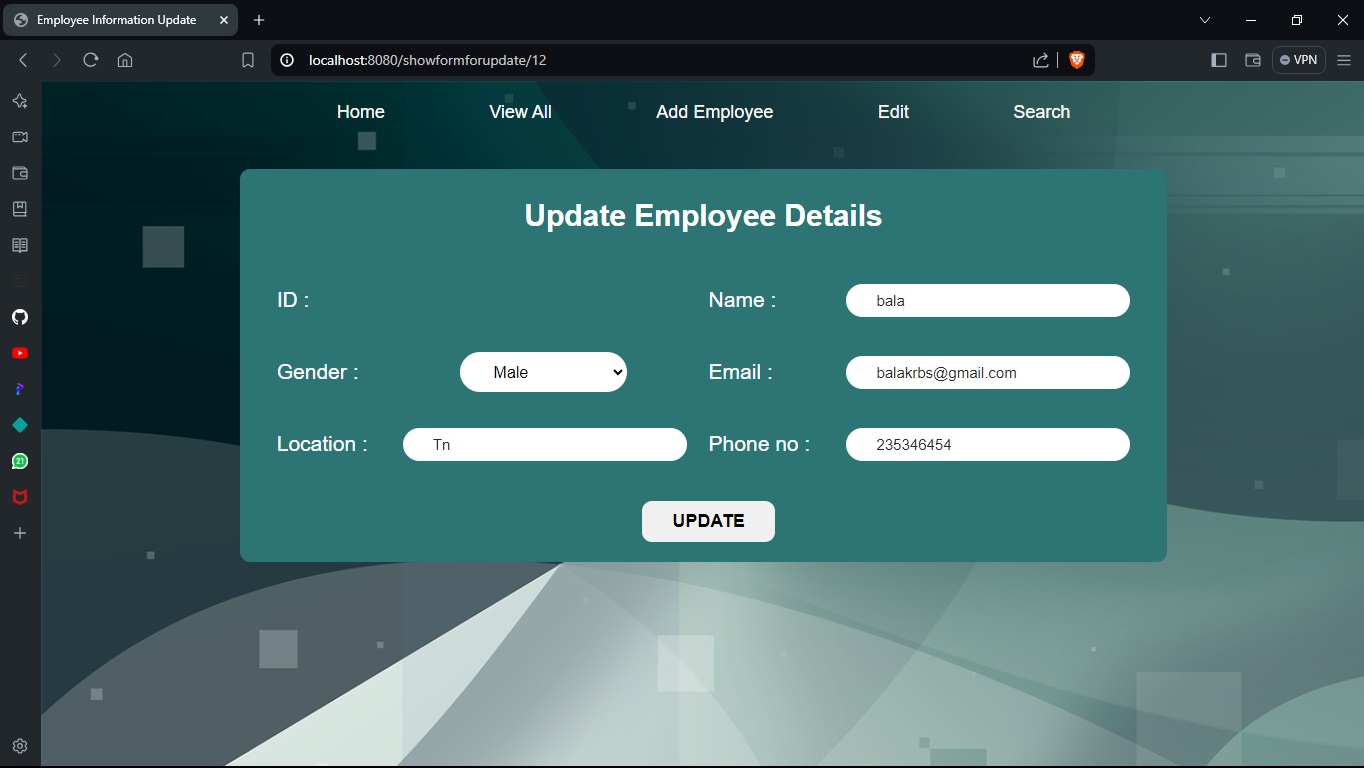 Employee Information Update
localhost:8080/showformforupdate/12
VPN
Home View All Add Employee Edit Search
Update Employee Details
ID : Name : bala
Gender : Male Email : balakrbs@gmail.com
Location : Tn Phone no : 235346454
21
UPDATE